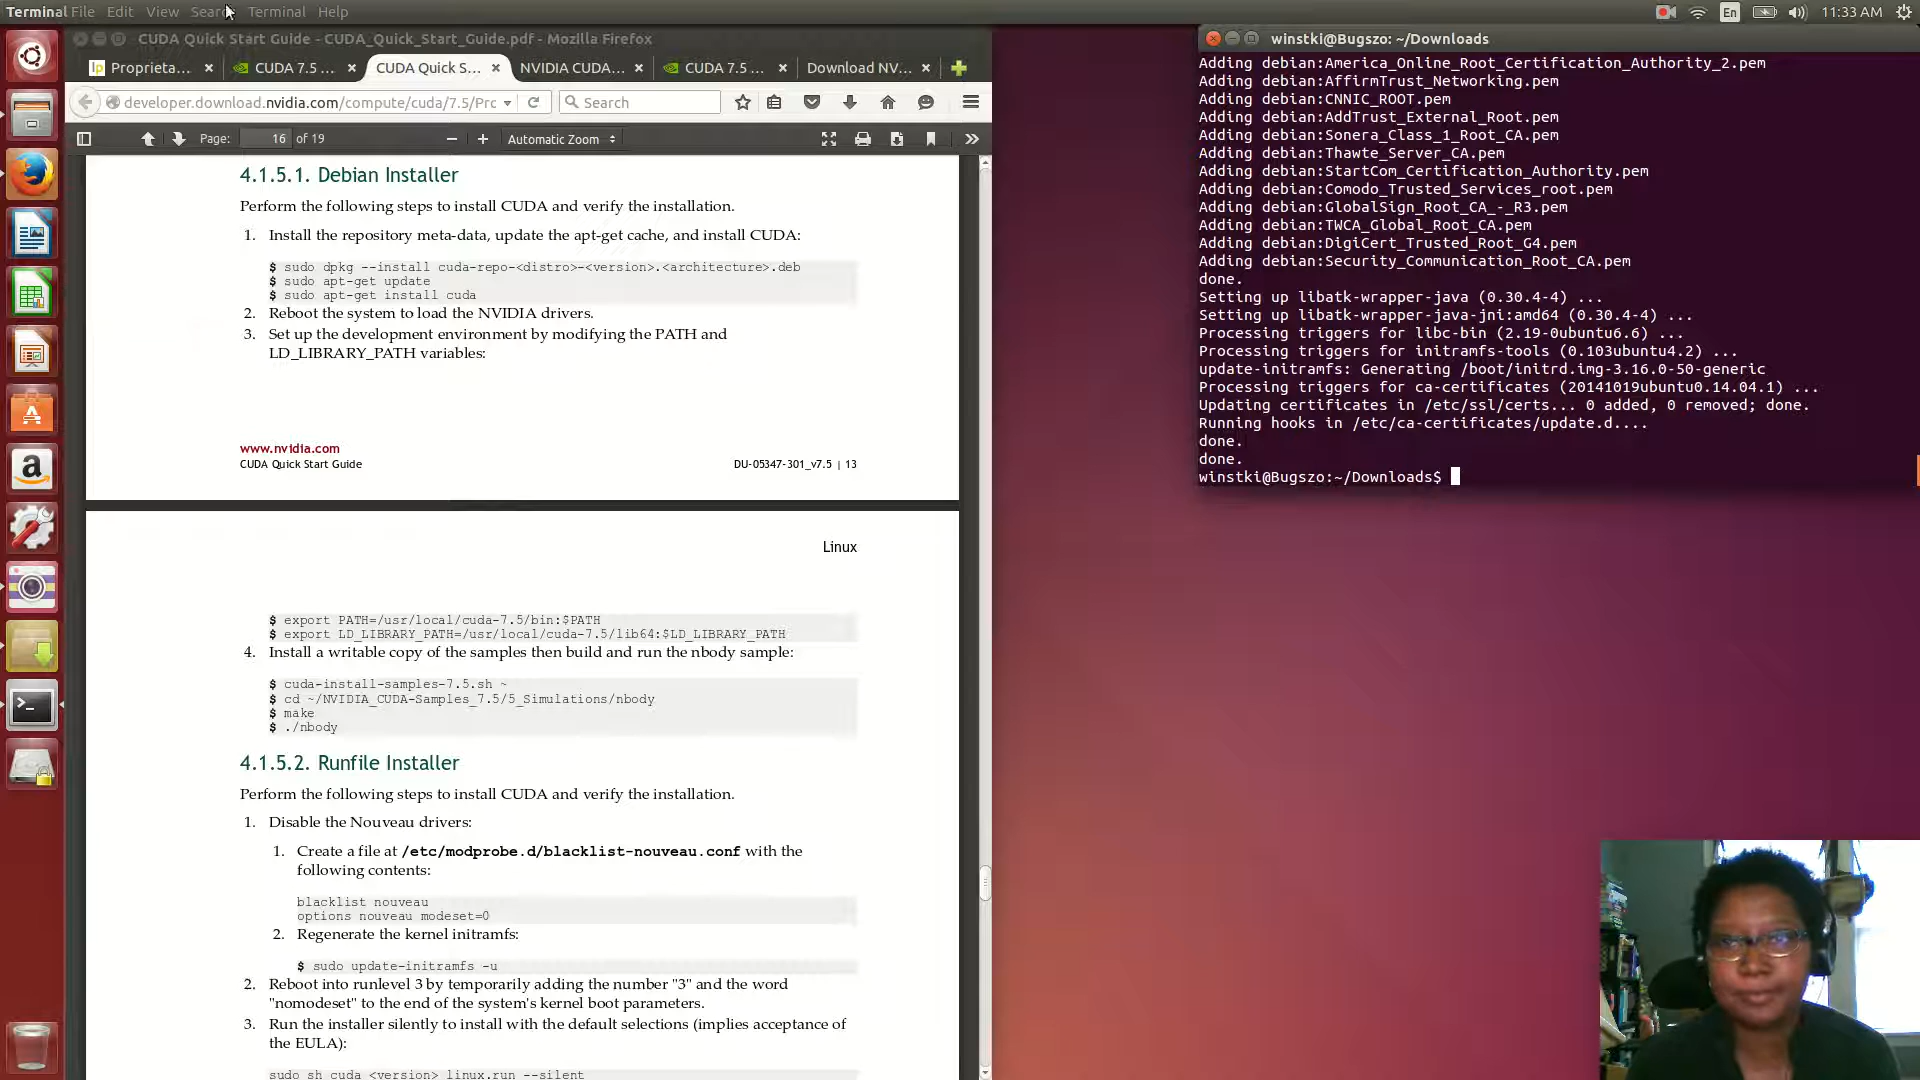 Terminal File Edit View Search Terminal Help
En 11:33 AM
CUDA Quick Start Guide - CUDA_Quick_Start_Guide.pdf - Mozilla Firefox
Proprieta... CUDA 7.5 ... CUDA Quick S... NVIDIA CUDA... CUDA 7.5 ... Download NV...
developer.download.nvidia.com/compute/cuda/7.5/Prc Search
Page: 16 of 19 Automatic Zoom
4.1.5.1. Debian Installer
Perform the following steps to install CUDA and verify the installation.
1. Install the repository meta-data, update the apt-get cache, and install CUDA:
$ sudo dpkg --install cuda-repo-<distro>-<version>.<architecture>.deb
$ sudo apt-get update
$ sudo apt-get install cuda
2. Reboot the system to load the NVIDIA drivers.
3. Set up the development environment by modifying the PATH and
LD_LIBRARY_PATH variables:
www.nvidia.com
CUDA Quick Start Guide DU-05347-301_v7.5 | 13
Linux
$ export PATH=/usr/local/cuda-7.5/bin:$PATH
$ export LD_LIBRARY_PATH=/usr/local/cuda-7.5/lib64:$LD_LIBRARY_PATH
4. Install a writable copy of the samples then build and run the nbody sample:
$ cuda-install-samples-7.5.sh ~
$ cd ~/NVIDIA_CUDA-Samples_7.5/5_Simulations/nbody
$ make
$ ./nbody
4.1.5.2. Runfile Installer
Perform the following steps to install CUDA and verify the installation.
1. Disable the Nouveau drivers:
1. Create a file at /etc/modprobe.d/blacklist-nouveau.conf with the
following contents:
blacklist nouveau
options nouveau modeset=0
2. Regenerate the kernel initramfs:
$ sudo update-initramfs -u
2. Reboot into runlevel 3 by temporarily adding the number "3" and the word
"nomodeset" to the end of the system's kernel boot parameters.
3. Run the installer silently to install with the default selections (implies acceptance of
the EULA):
sudo sh cuda_<version>_linux.run --silent
winstki@Bugszo: ~/Downloads
Adding debian:America_Online_Root_Certification_Authority_2.pem
Adding debian:AffirmTrust_Networking.pem
Adding debian:CNNIC_ROOT.pem
Adding debian:AddTrust_External_Root.pem
Adding debian:Sonera_Class_1_Root_CA.pem
Adding debian:Thawte_Server_CA.pem
Adding debian:StartCom_Certification_Authority.pem
Adding debian:Comodo_Trusted_Services_root.pem
Adding debian:GlobalSign_Root_CA_-_R3.pem
Adding debian:TWCA_Global_Root_CA.pem
Adding debian:DigiCert_Trusted_Root_G4.pem
Adding debian:Security_Communication_Root_CA.pem
done.
Setting up libatk-wrapper-java (0.30.4-4) ...
Setting up libatk-wrapper-java-jni:amd64 (0.30.4-4) ...
Processing triggers for libc-bin (2.19-0ubuntu6.6) ...
Processing triggers for initramfs-tools (0.103ubuntu4.2) ...
update-initramfs: Generating /boot/initrd.img-3.16.0-50-generic
Processing triggers for ca-certificates (20141019ubuntu0.14.04.1) ...
Updating certificates in /etc/ssl/certs... 0 added, 0 removed; done.
Running hooks in /etc/ca-certificates/update.d....
done.
done.
winstki@Bugszo:~/Downloads$